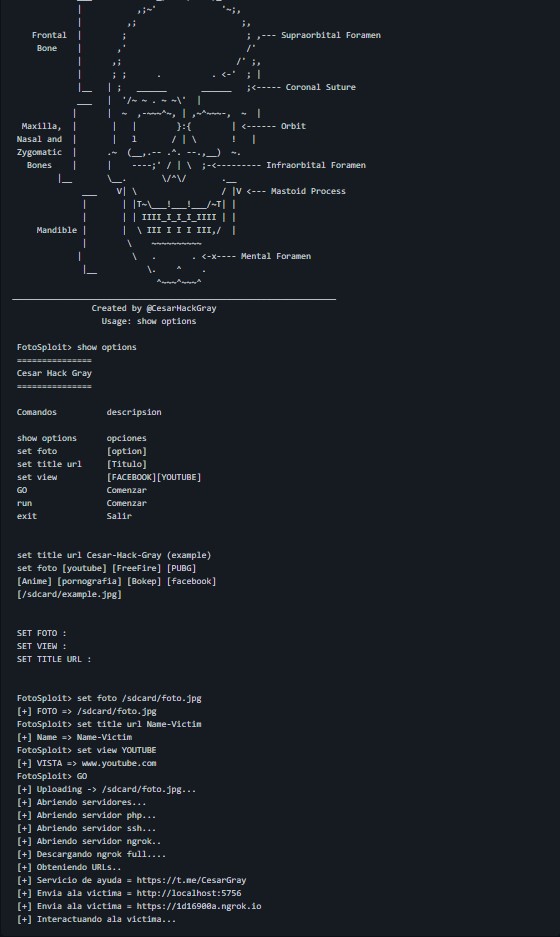 Frontal
Supraorbital Foramen
Bone
Coronal Suture
Maxilla,
Orbit
Nasal and
Zygomatic
Bones
Infraorbital Foramen
Mastoid Process
Mandible
Mental Foramen
Created by @CesarHackGray
Usage: show options
FotoSploit> show options
===============
Cesar Hack Gray
===============
Comandos descripsion
show options opciones
set foto [option]
set title url [Titulo]
set view [FACEBOOK][YOUTUBE]
GO Comenzar
run Comenzar
exit Salir
set title url Cesar-Hack-Gray (example)
set foto [youtube] [FreeFire] [PUBG]
[Anime] [pornografia] [Bokep] [facebook]
[/sdcard/example.jpg]
SET FOTO :
SET VIEW :
SET TITLE URL :
FotoSploit> set foto /sdcard/foto.jpg
[+] FOTO => /sdcard/foto.jpg
FotoSploit> set title url Name-Victim
[+] Name => Name-Victim
FotoSploit> set view YOUTUBE
[+] VISTA => www.youtube.com
FotoSploit> GO
[+] Uploading -> /sdcard/foto.jpg...
[+] Abriendo servidores...
[+] Abriendo servidor php...
[+] Abriendo servidor ssh...
[+] Abriendo servidor ngrok..
[+] Descargando ngrok full....
[+] Obteniendo URLs..
[+] Servicio de ayuda = https://t.me/CesarGray
[+] Envia ala victima = http://localhost:5756
[+] Envia ala victima = https://1d16900a.ngrok.io
[+] Interactuando ala victima...